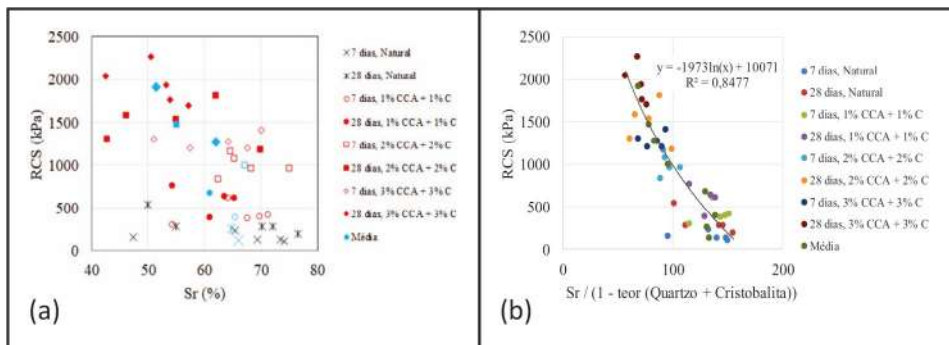 2500
2000
1500
1000
500
0
RCS (kPa)
40
50
60
70
80
Sr (%)
(a)
7 dias, Natural
28 dias, Natural
7 dias, 1% CCA + 1% C
28 dias, 1% CCA + 1% C
7 dias, 2% CCA + 2% C
28 dias, 2% CCA + 2% C
7 dias, 3% CCA + 3% C
28 dias, 3% CCA + 3% C
Média
2500
2000
1500
1000
500
0
RCS (kPa)
y = -1973ln(x) + 10071
R² = 0,8477
0
100
200
Sr / (1 - teor (Quartzo + Cristobalita))
(b)
7 dias, Natural
28 dias, Natural
7 dias, 1% CCA + 1% C
28 dias, 1% CCA + 1% C
7 dias, 2% CCA + 2% C
28 dias, 2% CCA + 2% C
7 dias, 3% CCA + 3% C
28 dias, 3% CCA + 3% C
Média